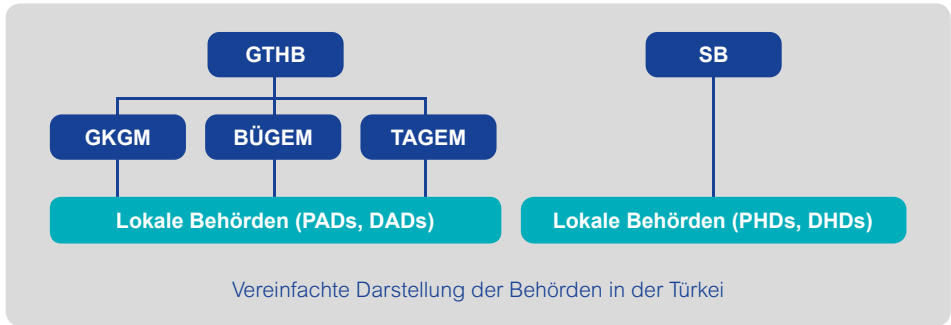 GTHB
SB
GKGM
BÜGEM
TAGEM
Lokale Behörden (PADs, DADs)
Lokale Behörden (PHDs, DHDs)
Vereinfachte Darstellung der Behörden in der Türkei